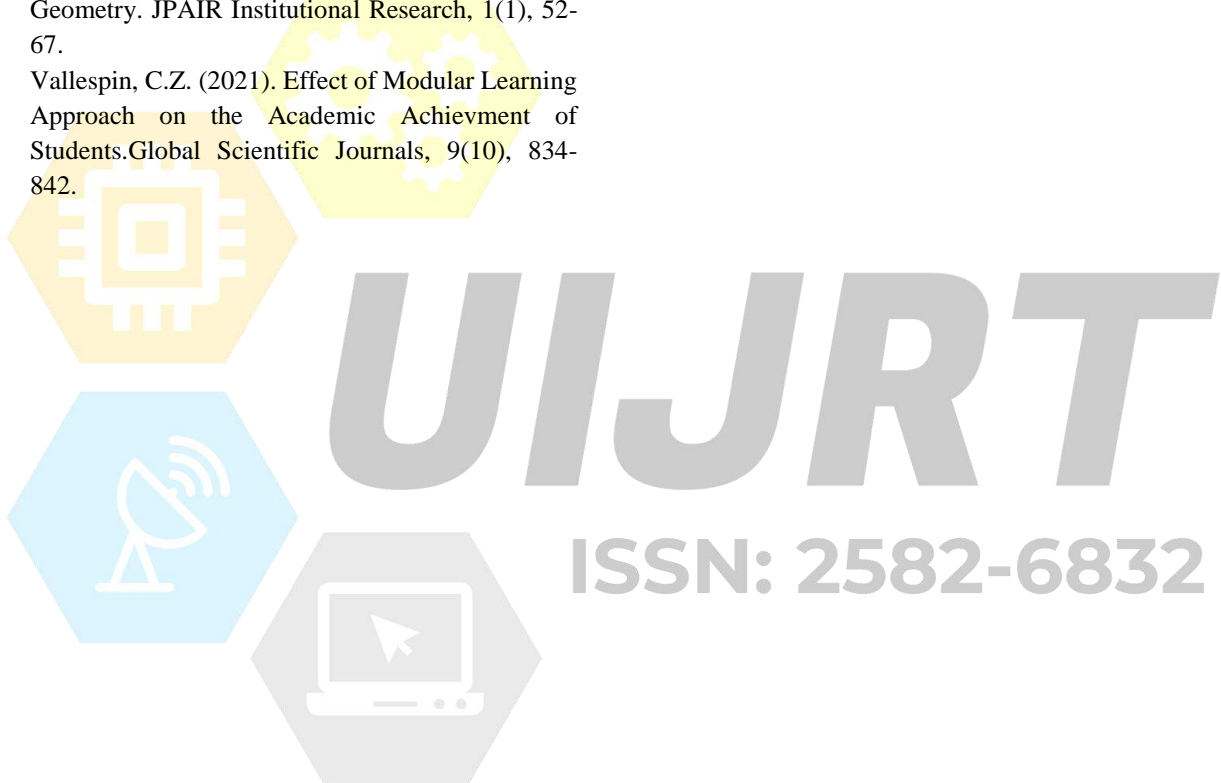 Geometry. JPAIR Institutional Research, 1(1), 52-
67.
Vallespin, C.Z. (2021). Effect of Modular Learning
Approach on the Academic Achievment of
Students.Global Scientific Journals, 9(10), 834-
842.
UIJRT
ISSN: 2582-6832